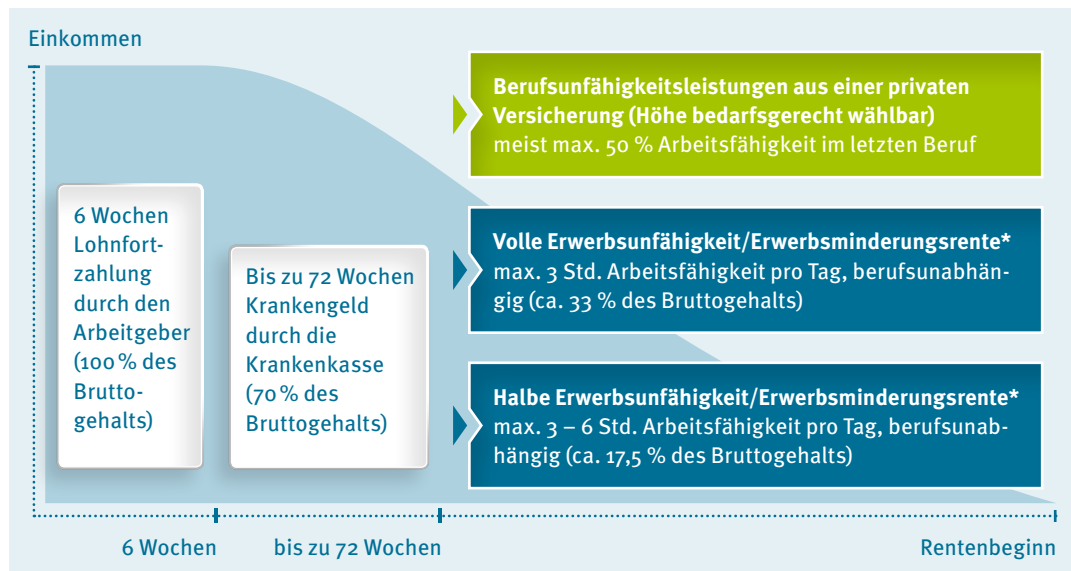 Einkommen
6 Wochen
Lohnfort-
zahlung
durch den
Arbeitgeber
(100 % des
Brutto-
gehalts)
Bis zu 72 Wochen
Krankengeld
durch die
Krankenkasse
(70 % des
Bruttogehalts)
Berufsunfähigkeitsleistungen aus einer privaten
Versicherung (Höhe bedarfsgerecht wählbar)
meist max. 50 % Arbeitsfähigkeit im letzten Beruf
Volle Erwerbsunfähigkeit/Erwerbsminderungsrente*
max. 3 Std. Arbeitsfähigkeit pro Tag, berufsunabhän-
gig (ca. 33 % des Bruttogehalts)
Halbe Erwerbsunfähigkeit/Erwerbsminderungsrente*
max. 3 – 6 Std. Arbeitsfähigkeit pro Tag, berufsunab-
hängig (ca. 17,5 % des Bruttogehalts)
6 Wochen
bis zu 72 Wochen
Rentenbeginn